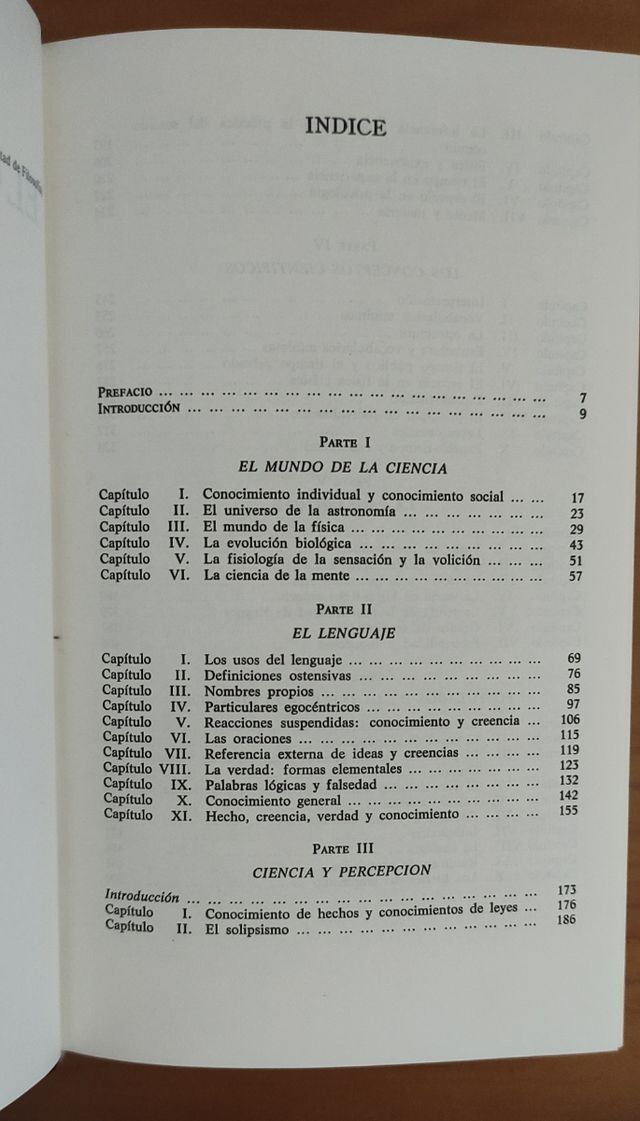 INDICE
PREFACIO ... ... ... ... ... ... ... ... ... ... ... ... ... ... ... ... ... ... 7
INTRODUCCIÓN ... ... ... ... ... ... ... ... ... ... ... ... ... ... ... ... ... 9
PARTE I
EL MUNDO DE LA CIENCIA
Capítulo I. Conocimiento individual y conocimiento social ... ... 17
Capítulo II. El universo de la astronomía ... ... ... ... ... ... ... ... 23
Capítulo III. El mundo de la física ... ... ... ... ... ... ... ... ... 29
Capítulo IV. La evolución biológica ... ... ... ... ... ... ... ... ... ... 43
Capítulo V. La fisiología de la sensación y la volición ... ... ... 51
Capítulo VI. La ciencia de la mente ... ... ... ... ... ... ... ... ... ... 57
PARTE II
EL LENGUAJE
Capítulo I. Los usos del lenguaje ... ... ... ... ... ... ... ... ... ... 69
Capítulo II. Definiciones ostensivas ... ... ... ... ... ... ... ... ... ... 76
Capítulo III. Nombres propios ... ... ... ... ... ... ... ... ... ... ... 85
Capítulo IV. Particulares egocéntricos ... ... ... ... ... ... ... ... ... 97
Capítulo V. Reacciones suspendidas: conocimiento y creencia ... 106
Capítulo VI. Las oraciones ... ... ... ... ... ... ... ... ... ... ... ... 115
Capítulo VII. Referencia externa de ideas y creencias ... ... ... ... 119
Capítulo VIII. La verdad: formas elementales ... ... ... ... ... ... ... 123
Capítulo IX. Palabras lógicas y falsedad ... ... ... ... ... ... ... ... 132
Capítulo X. Conocimiento general ... ... ... ... ... ... ... ... ... ... 142
Capítulo XI. Hecho, creencia, verdad y conocimiento ... ... ... ... 155
PARTE III
CIENCIA Y PERCEPCION
Introducción ... ... ... ... ... ... ... ... ... ... ... ... ... ... ... ... 173
Capítulo I. Conocimiento de hechos y conocimientos de leyes ... 176
Capítulo II. El solipsismo ... ... ... ... ... ... ... ... ... ... ... ... 186